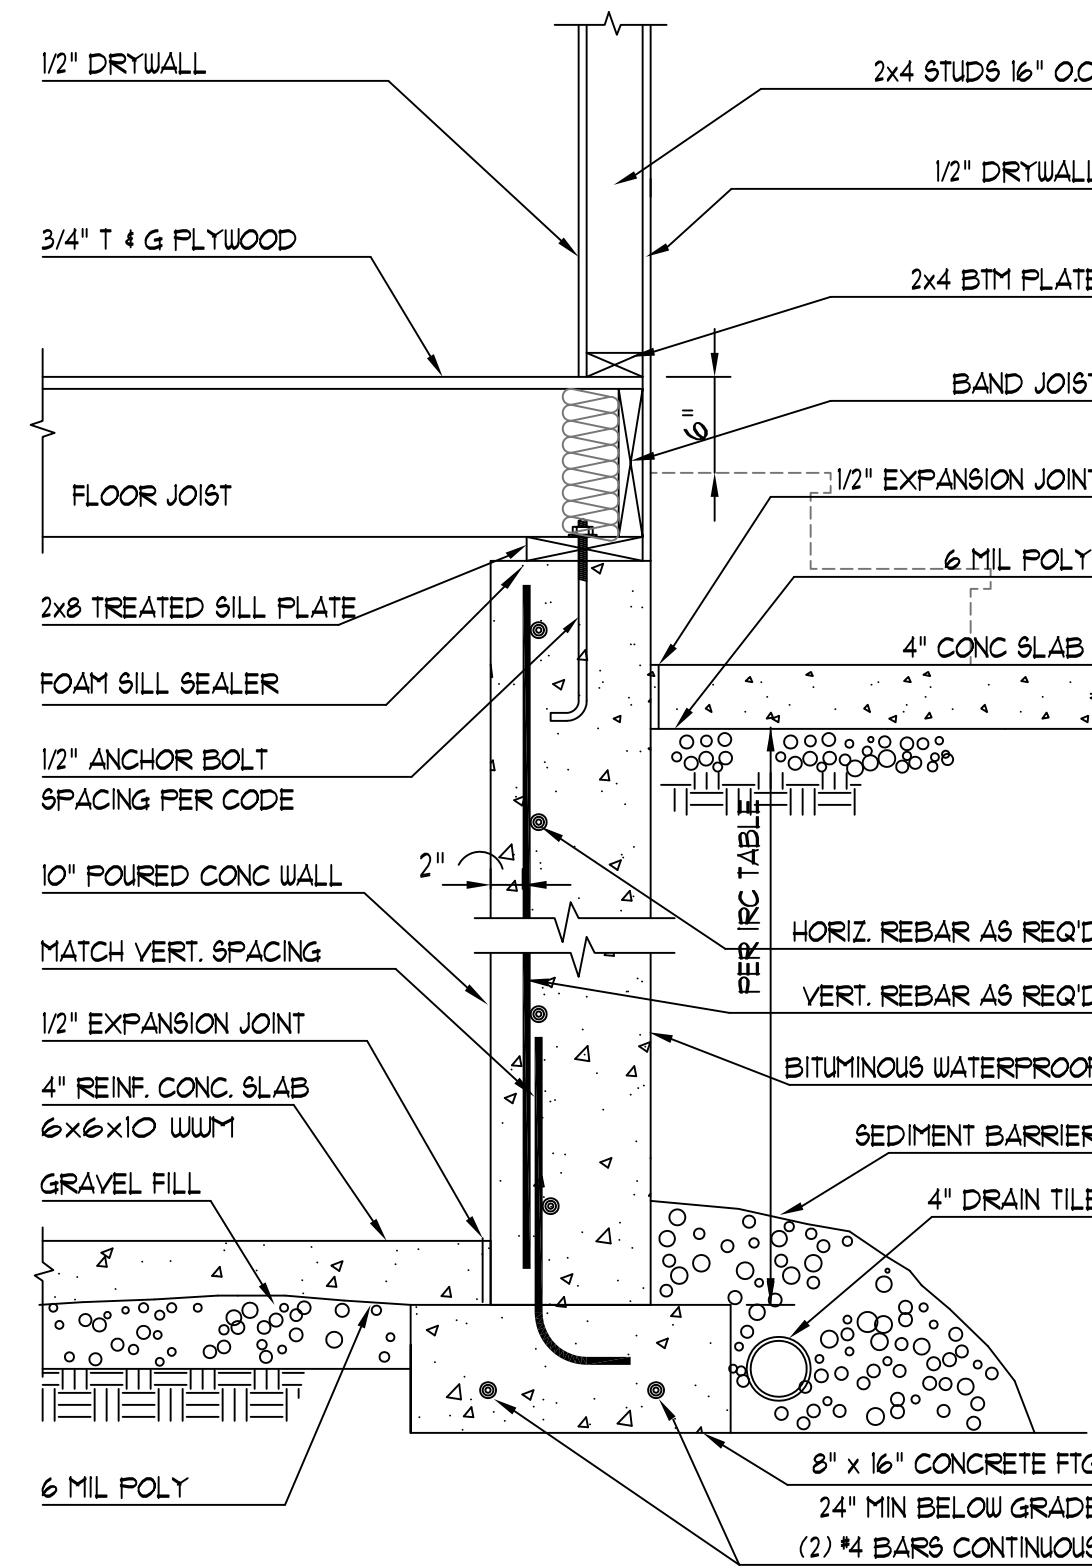 1/2" DRYWALL
3/4" T & G PLYWOOD
FLOOR JOIST
2x8 TREATED SILL PLATE
FOAM SILL SEALER
1/2" ANCHOR BOLT
SPACING PER CODE
2"
10" POURED CONC WALL
MATCH VERT. SPACING
1/2" EXPANSION JOINT
4" REINF. CONC. SLAB
6x6x10 WWM
GRAVEL FILL
6 MIL POLY
2x4 STUDS 16" O.C
1/2" DRYWALL
2x4 BTM PLATE
BAND JOIST
6"
1/2" EXPANSION JOINT
6 MIL POLY
4" CONC SLAB
PER IRC TABLE
HORIZ. REBAR AS REQ'D
VERT. REBAR AS REQ'D
BITUMINOUS WATERPROOF
SEDIMENT BARRIER
4" DRAIN TILE
8" x 16" CONCRETE FTG
24" MIN BELOW GRADE
(2) #4 BARS CONTINUOUS